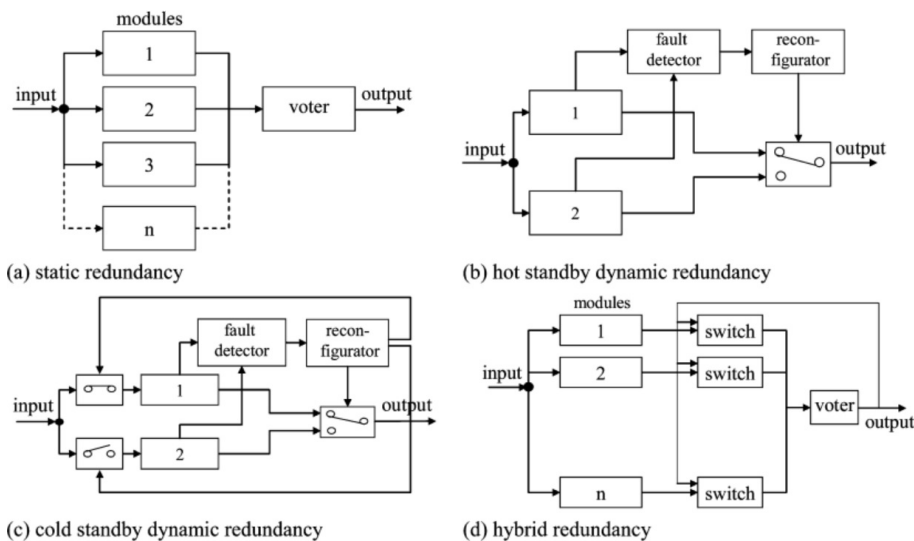 modules
1
input
2
voter
output
3
n
(a) static redundancy
fault
detector
recon-
figurator
1
input
output
2
(b) hot standby dynamic redundancy
fault
detector
recon-
figurator
1
input
output
2
(c) cold standby dynamic redundancy
modules
1
switch
2
switch
input
voter
output
n
switch
(d) hybrid redundancy